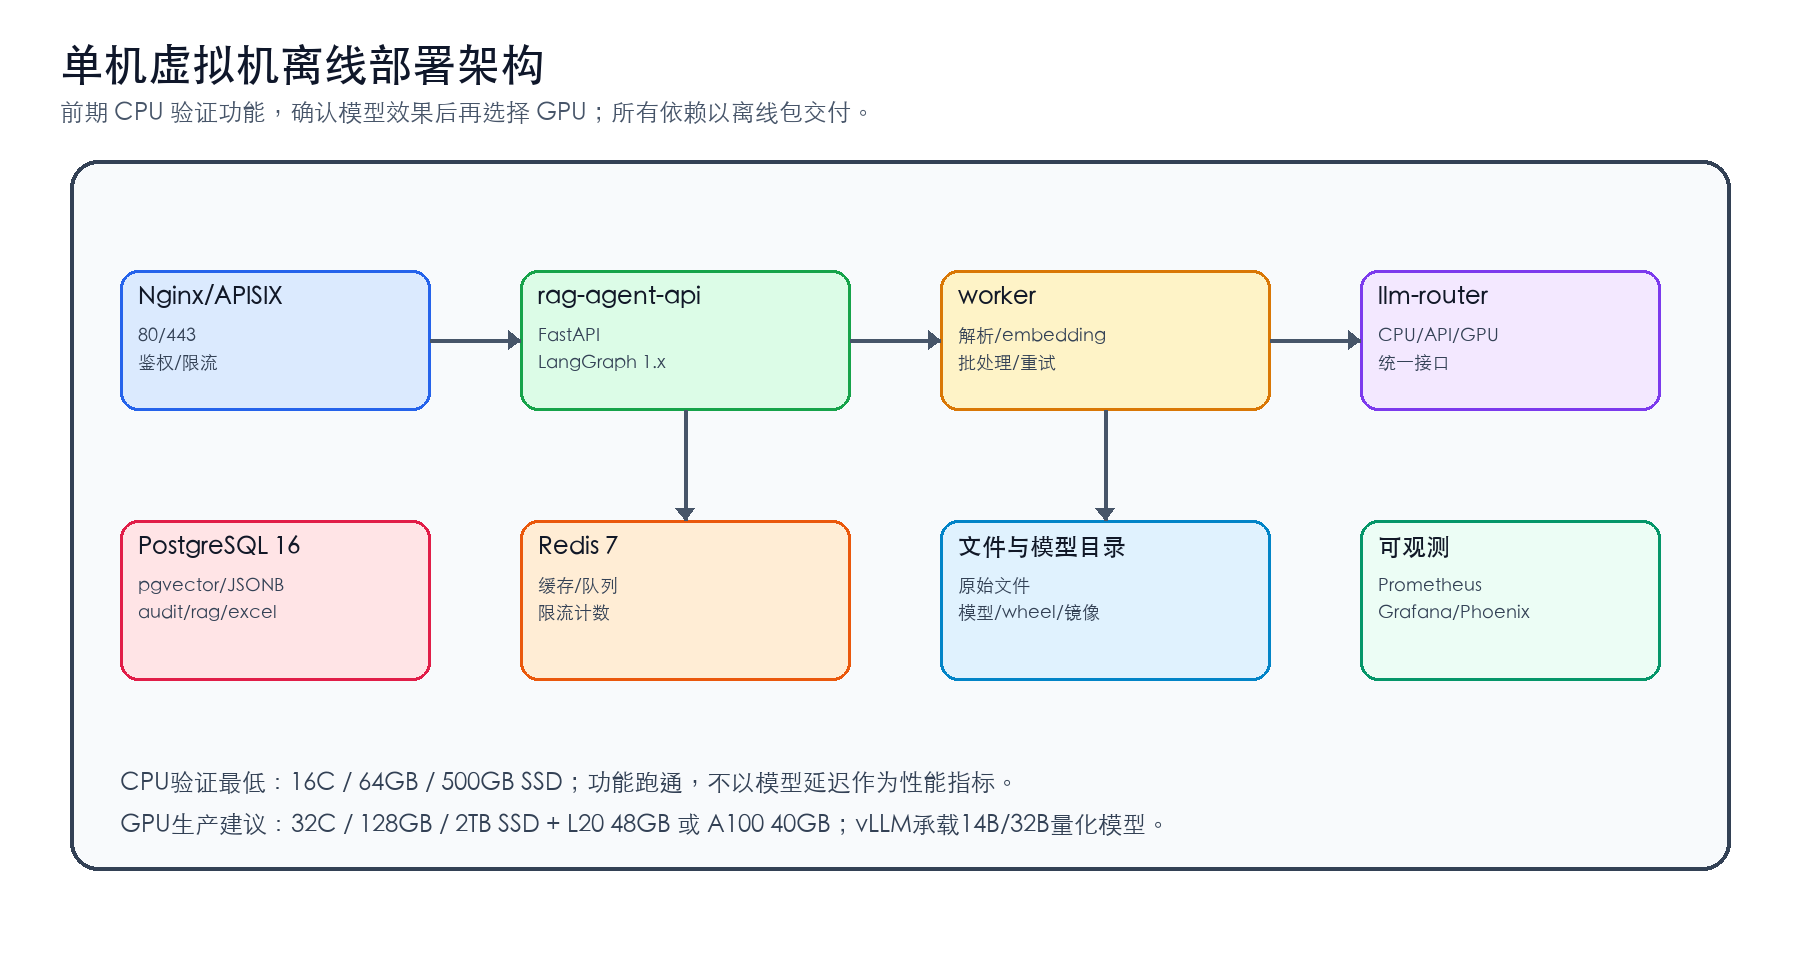 单机虚拟机离线部署架构
前期 CPU 验证功能，确认模型效果后再选择 GPU；所有依赖以离线包交付。
Nginx/APISIX
80/443
鉴权/限流
rag-agent-api
FastAPI
LangGraph 1.x
worker
解析/embedding
批处理/重试
llm-router
CPU/API/GPU
统一接口
PostgreSQL 16
pgvector/JSONB
audit/rag/excel
Redis 7
缓存/队列
限流计数
文件与模型目录
原始文件
模型/wheel/镜像
可观测
Prometheus
Grafana/Phoenix
CPU验证最低：16C / 64GB / 500GB SSD；功能跑通，不以模型延迟作为性能指标。
GPU生产建议：32C / 128GB / 2TB SSD + L20 48GB 或 A100 40GB；vLLM承载14B/32B量化模型。